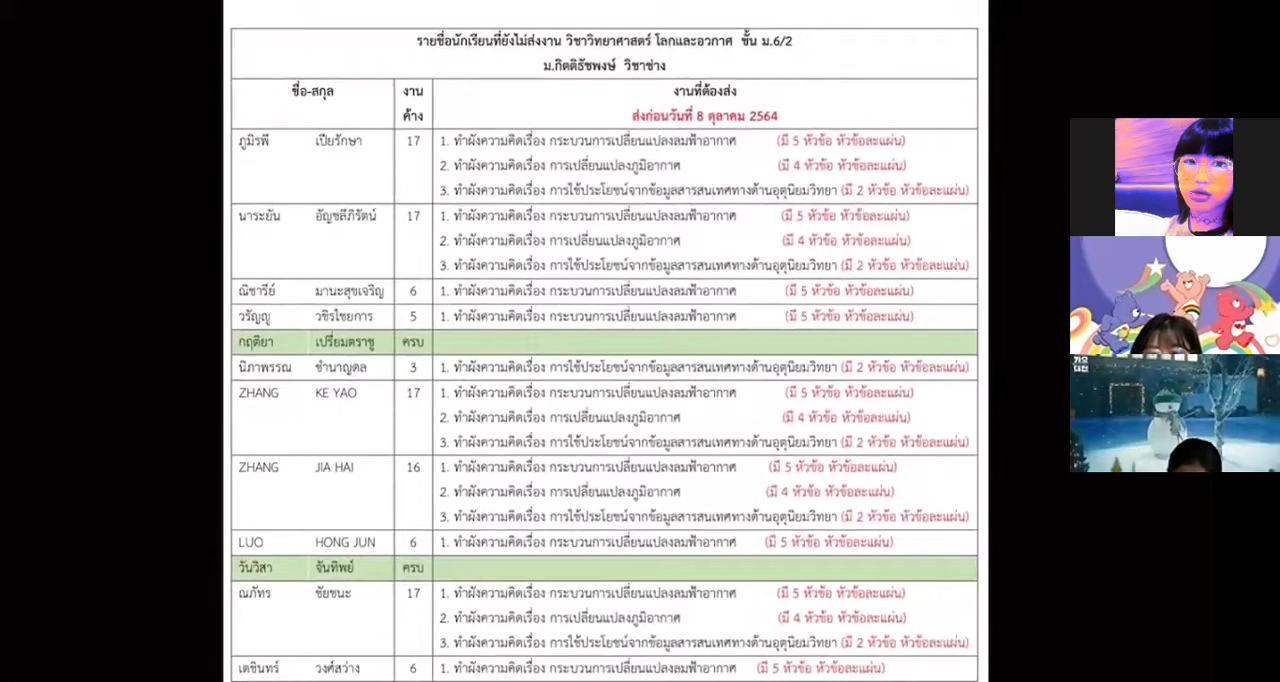 รายชื่อนักเรียนที่ยังไม่ส่งงาน วิชาวิทยาศาสตร์ โลกและอวกาศ ชั้น ม.6/2
ม.กิตติธัชพงษ์ วิชาช่าง
ชื่อ-สกุล งานค้าง งานที่ต้องส่ง
ส่งก่อนวันที่ 8 ตุลาคม 2564
ภูมิรพี เปียรักษา 17 1. ทำผังความคิดเรื่อง กระบวนการเปลี่ยนแปลงลมฟ้าอากาศ (มี 5 หัวข้อ หัวข้อละแผ่น)
2. ทำผังความคิดเรื่อง การเปลี่ยนแปลงภูมิอากาศ (มี 4 หัวข้อ หัวข้อละแผ่น)
3. ทำผังความคิดเรื่อง การใช้ประโยชน์จากข้อมูลสารสนเทศทางด้านอุตุนิยมวิทยา (มี 2 หัวข้อ หัวข้อละแผ่น)
นาระยัน อัญชลีภิรัตน์ 17 1. ทำผังความคิดเรื่อง กระบวนการเปลี่ยนแปลงลมฟ้าอากาศ (มี 5 หัวข้อ หัวข้อละแผ่น)
2. ทำผังความคิดเรื่อง การเปลี่ยนแปลงภูมิอากาศ (มี 4 หัวข้อ หัวข้อละแผ่น)
3. ทำผังความคิดเรื่อง การใช้ประโยชน์จากข้อมูลสารสนเทศทางด้านอุตุนิยมวิทยา (มี 2 หัวข้อ หัวข้อละแผ่น)
ณิชารีย์ มานะสุขเจริญ 6 1. ทำผังความคิดเรื่อง กระบวนการเปลี่ยนแปลงลมฟ้าอากาศ (มี 5 หัวข้อ หัวข้อละแผ่น)
วรัญญู วชิรไชยการ 5 1. ทำผังความคิดเรื่อง กระบวนการเปลี่ยนแปลงลมฟ้าอากาศ (มี 5 หัวข้อ หัวข้อละแผ่น)
กฤติยา เปรี่ยมตราชู ครบ
นิภาพรรณ ชำนาญดล 3 1. ทำผังความคิดเรื่อง การใช้ประโยชน์จากข้อมูลสารสนเทศทางด้านอุตุนิยมวิทยา (มี 2 หัวข้อ หัวข้อละแผ่น)
ZHANG KE YAO 17 1. ทำผังความคิดเรื่อง กระบวนการเปลี่ยนแปลงลมฟ้าอากาศ (มี 5 หัวข้อ หัวข้อละแผ่น)
2. ทำผังความคิดเรื่อง การเปลี่ยนแปลงภูมิอากาศ (มี 4 หัวข้อ หัวข้อละแผ่น)
3. ทำผังความคิดเรื่อง การใช้ประโยชน์จากข้อมูลสารสนเทศทางด้านอุตุนิยมวิทยา (มี 2 หัวข้อ หัวข้อละแผ่น)
ZHANG JIA HAI 16 1. ทำผังความคิดเรื่อง กระบวนการเปลี่ยนแปลงลมฟ้าอากาศ (มี 5 หัวข้อ หัวข้อละแผ่น)
2. ทำผังความคิดเรื่อง การเปลี่ยนแปลงภูมิอากาศ (มี 4 หัวข้อ หัวข้อละแผ่น)
3. ทำผังความคิดเรื่อง การใช้ประโยชน์จากข้อมูลสารสนเทศทางด้านอุตุนิยมวิทยา (มี 2 หัวข้อ หัวข้อละแผ่น)
LUO HONG JUN 6 1. ทำผังความคิดเรื่อง กระบวนการเปลี่ยนแปลงลมฟ้าอากาศ (มี 5 หัวข้อ หัวข้อละแผ่น)
วันวิสา จันทิพย์ ครบ
ณภัทร ชัยชนะ 17 1. ทำผังความคิดเรื่อง กระบวนการเปลี่ยนแปลงลมฟ้าอากาศ (มี 5 หัวข้อ หัวข้อละแผ่น)
2. ทำผังความคิดเรื่อง การเปลี่ยนแปลงภูมิอากาศ (มี 4 หัวข้อ หัวข้อละแผ่น)
3. ทำผังความคิดเรื่อง การใช้ประโยชน์จากข้อมูลสารสนเทศทางด้านอุตุนิยมวิทยา (มี 2 หัวข้อ หัวข้อละแผ่น)
เตชินทร์ วงศ์สว่าง 6 1. ทำผังความคิดเรื่อง กระบวนการเปลี่ยนแปลงลมฟ้าอากาศ (มี 5 หัวข้อ หัวข้อละแผ่น)
가요
대전